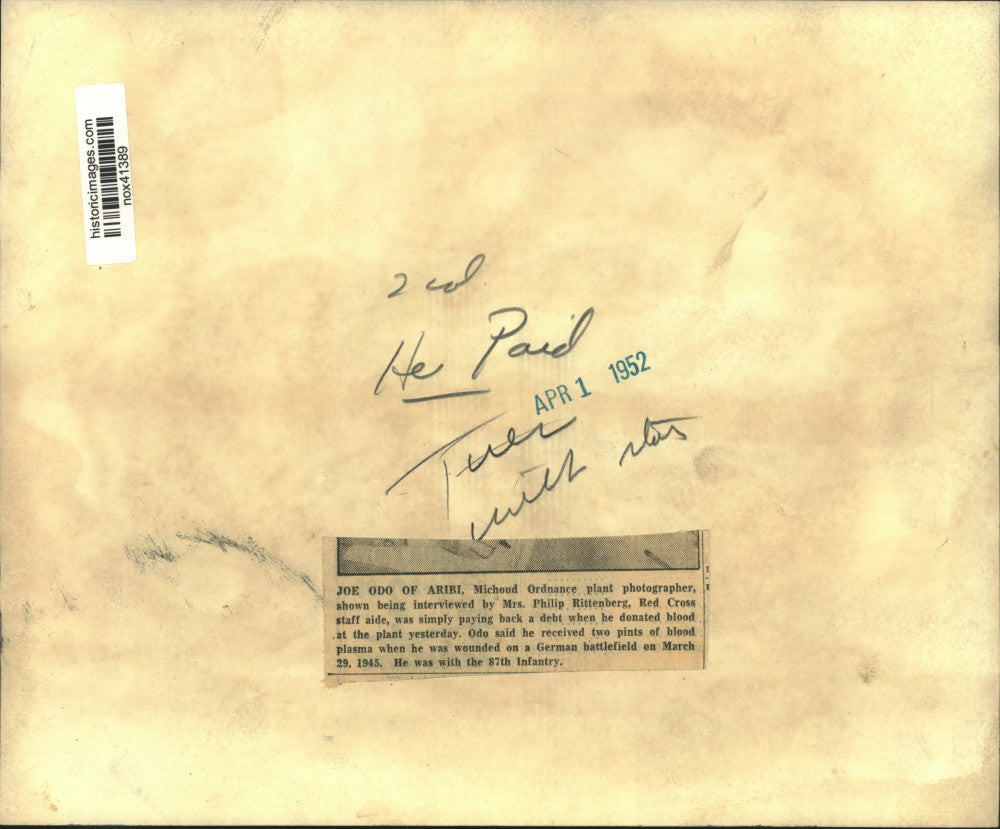 historicimages.com
nox41389
2 col
He Paid
APR 1 1952
Tues
with
JOE ODO OF ARIBI, Michoud Ordnance plant photographer,
shown being interviewed by Mrs. Philip Rittenberg, Red Cross
staff aide, was simply paying back a debt when he donated blood
at the plant yesterday. Odo said he received two pints of blood
plasma when he was wounded on a German battlefield on March
29, 1945. He was with the 87th Infantry.